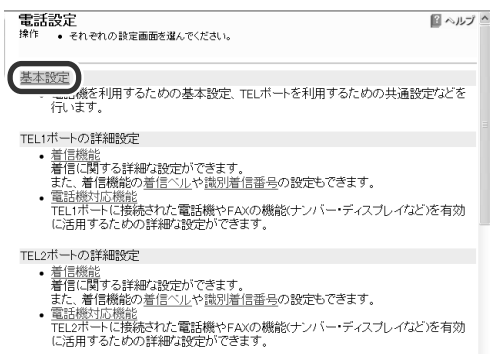 電話設定
ヘルプ
操作 • それぞれの設定画面を選んでください。
基本設定
• 電話機を利用するための基本設定、TELポートを利用するための共通設定などを
行います。
TEL1ポートの詳細設定
• 着信機能
着信に関する詳細な設定ができます。
また、着信機能の着信ベルや識別着信番号の設定もできます。
• 電話機対応機能
TEL1ポートに接続された電話機やFAXの機能(ナンバー・ディスプレイなど)を有効
に活用するための詳細な設定ができます。
TEL2ポートの詳細設定
• 着信機能
着信に関する詳細な設定ができます。
また、着信機能の着信ベルや識別着信番号の設定もできます。
• 電話機対応機能
TEL2ポートに接続された電話機やFAXの機能(ナンバー・ディスプレイなど)を有効
に活用するための詳細な設定ができます。